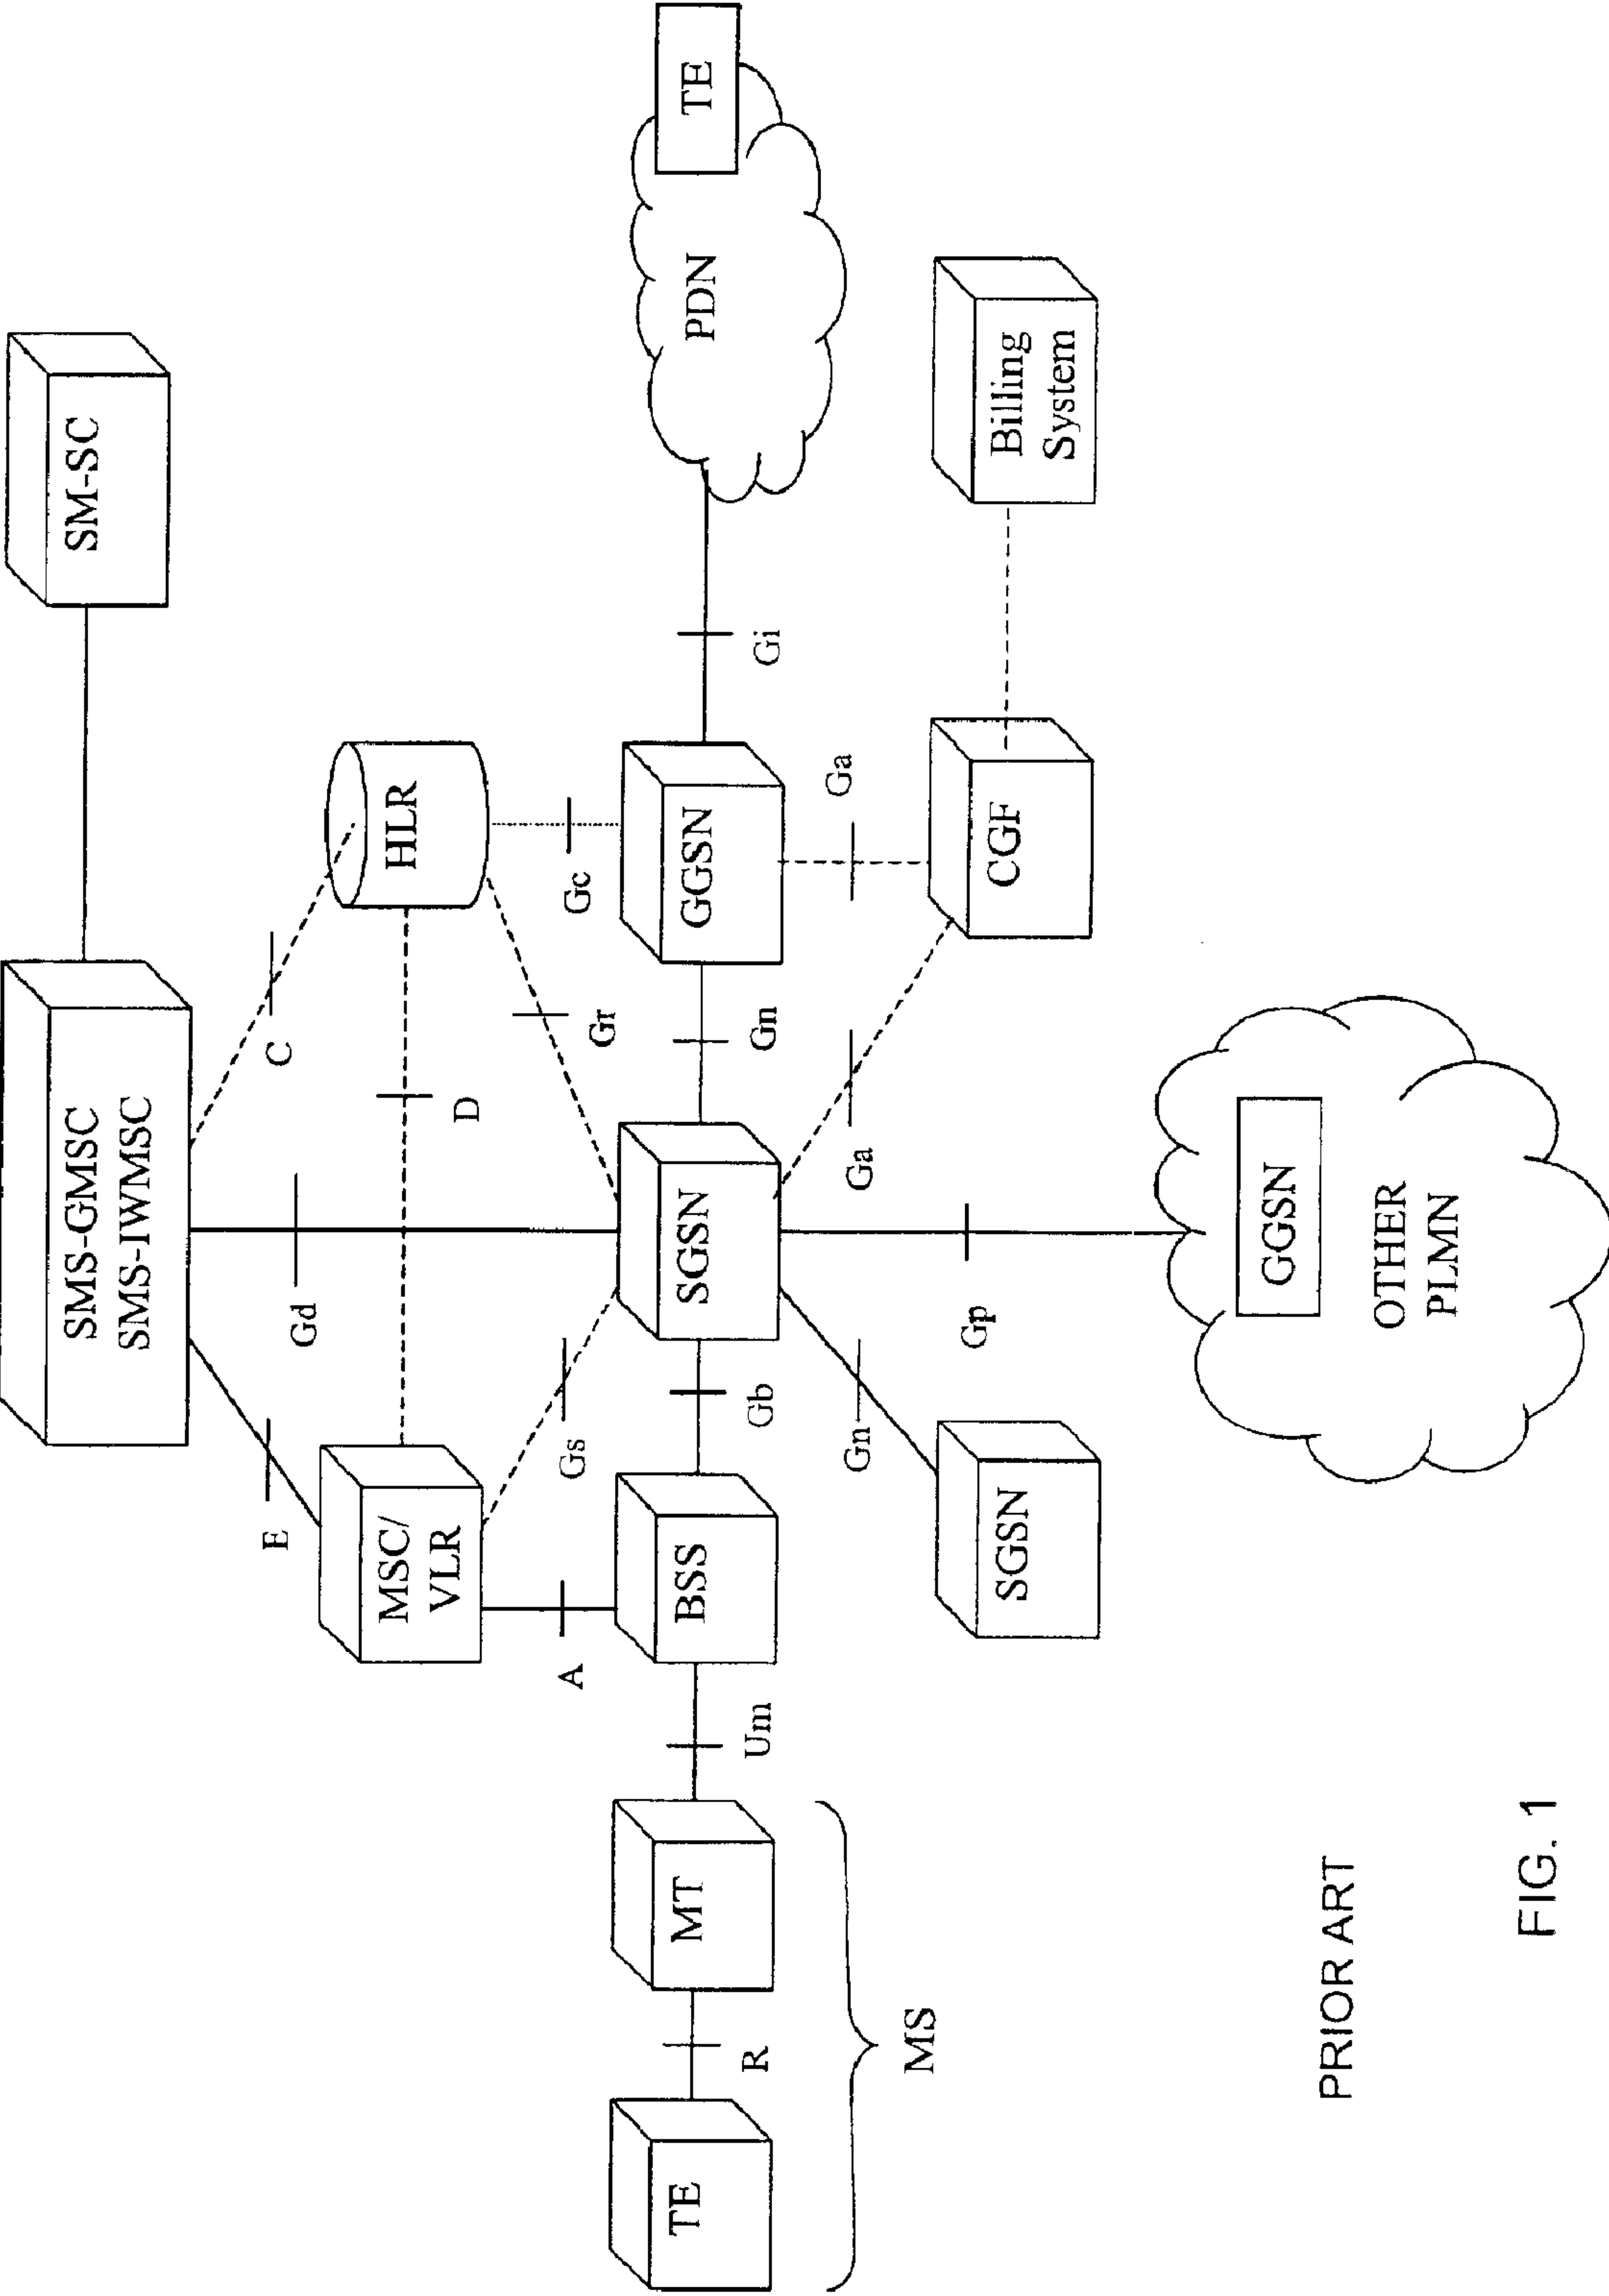 SM-SC
SMS-GMSC
SMS-IWMSC
C
E
Gd
HLR
D
MSC/
VLR
Gc
Gr
Gs
A
TE
PDN
Gi
GGSN
Gn
SGSN
Gb
BSS
Um
MT
R
TE
Ga
Ga
Gn
Gp
MS
Billing
System
CGF
SGSN
GGSN
OTHER
PLMN
PRIOR ART
FIG. 1